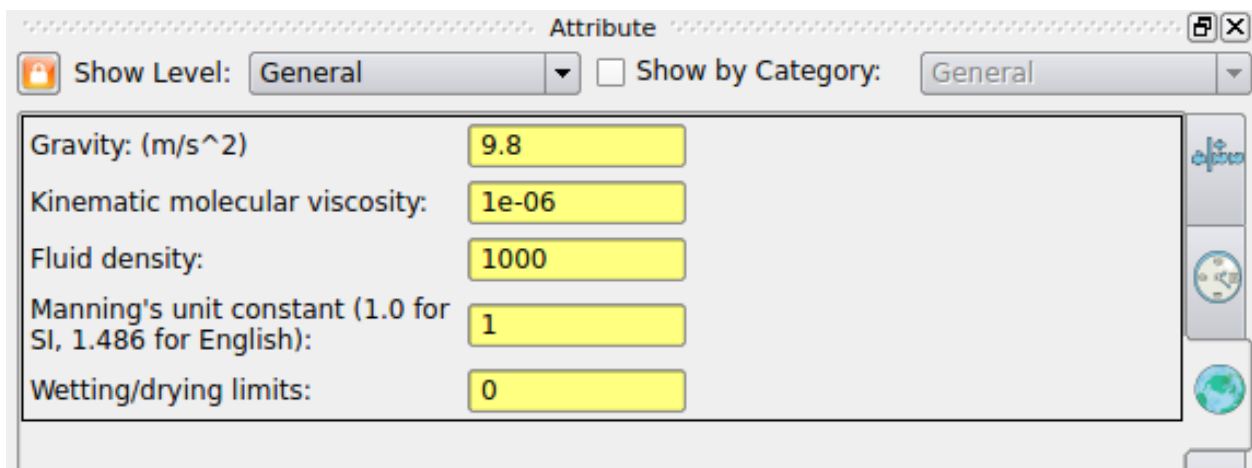 Attribute
Show Level: General Show by Category: General
Gravity: (m/s^2) 9.8
Kinematic molecular viscosity: 1e-06
Fluid density: 1000
Manning's unit constant (1.0 for
SI, 1.486 for English): 1
Wetting/drying limits: 0